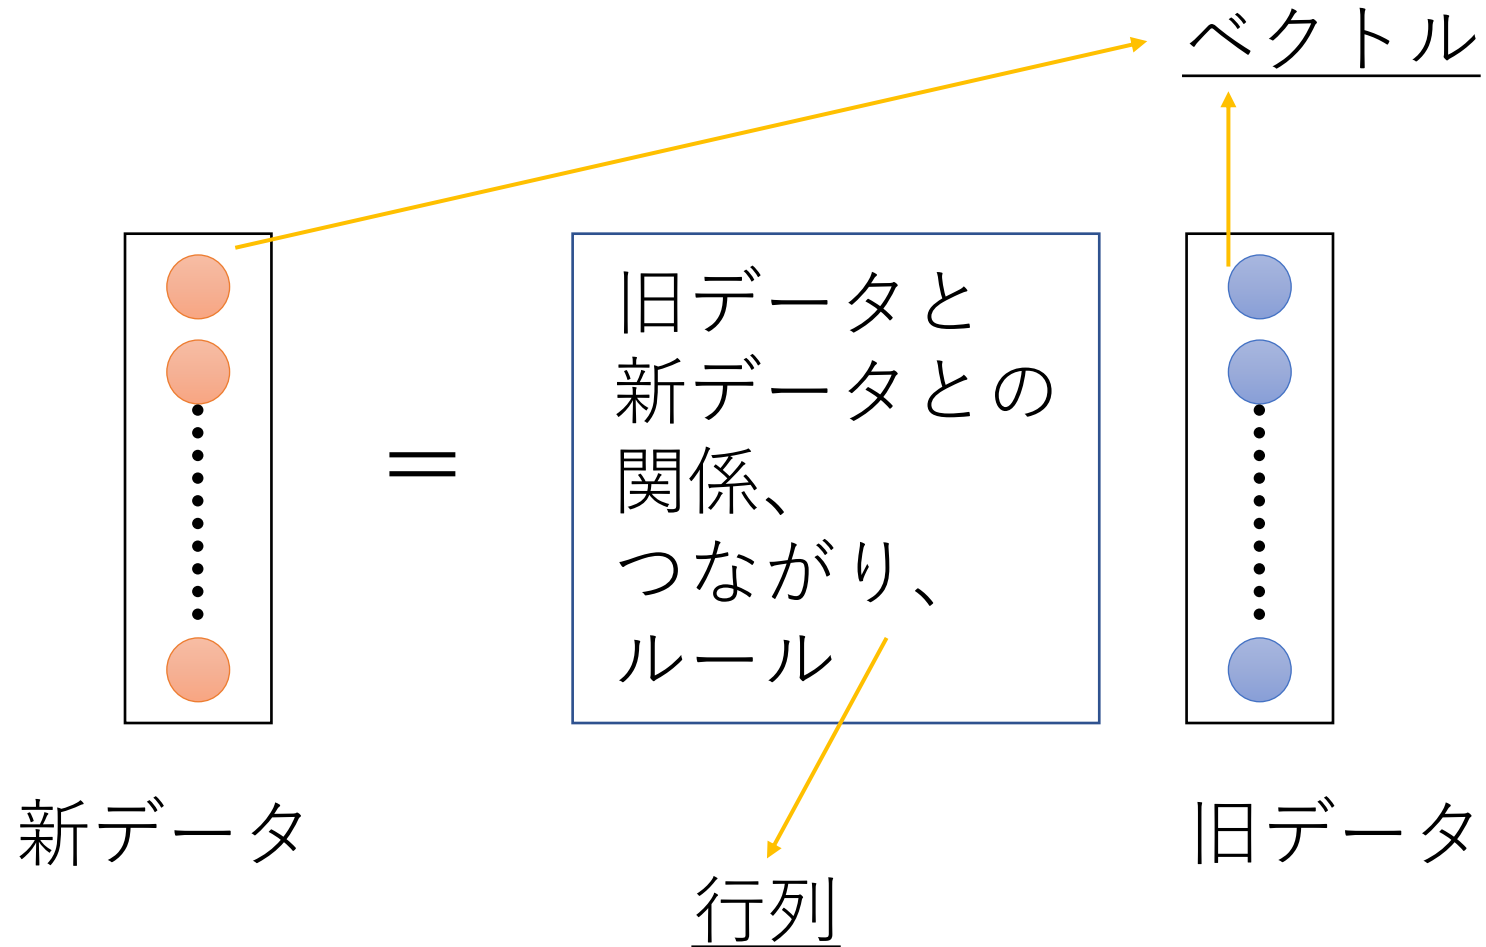 ベクトル
旧データと
新データとの
関係、
つながり、
ルール
=
新データ
旧データ
行列